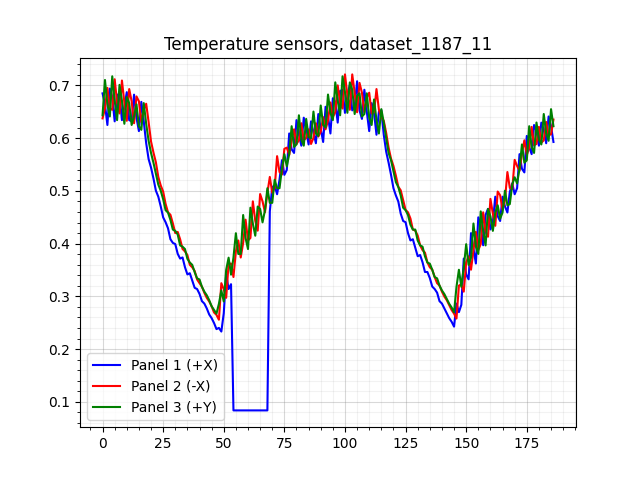 Temperature sensors, dataset_1187_11
0.7
0.6
0.5
0.4
0.3
0.2
0.1
Panel 1 (+X)
Panel 2 (-X)
Panel 3 (+Y)
0 25 50 75 100 125 150 175